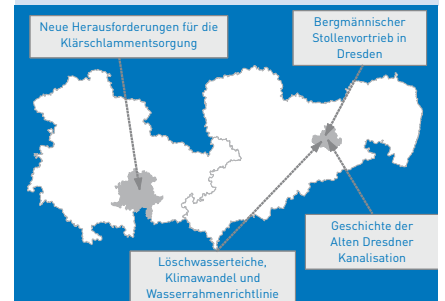 Neue Herausforderungen für die
Klärschlammentsorgung
Bergmännischer
Stollenvortrieb in
Dresden
Geschichte der
Alten Dresdner
Kanalisation
Löschwasserteiche,
Klimawandel und
Wasserrahmenrichtlinie